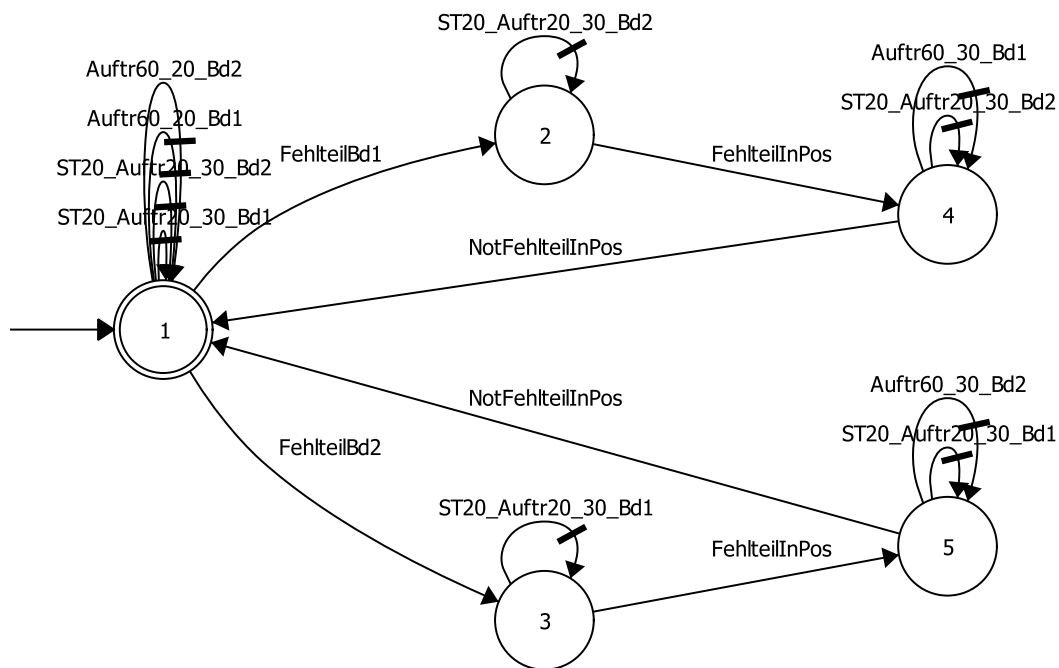 ST20_Auftr20_30_Bd2
Auftr60_30_Bd1
Auftr60_20_Bd2
ST20_Auftr20_30_Bd2
Auftr60_20_Bd1
2
FehlteilBd1
FehlteilInPos
ST20_Auftr20_30_Bd2
ST20_Auftr20_30_Bd1
4
NotFehlteilInPos
1
Auftr60_30_Bd2
NotFehlteilInPos
ST20_Auftr20_30_Bd1
FehlteilBd2
ST20_Auftr20_30_Bd1
5
FehlteilInPos
3